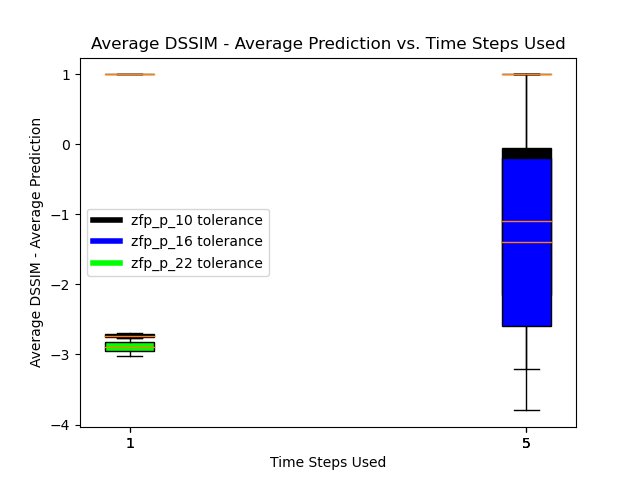 Average DSSIM - Average Prediction vs. Time Steps Used
Average DSSIM - Average Prediction
1
0
−1
−2
−3
−4
zfp_p_10 tolerance
zfp_p_16 tolerance
zfp_p_22 tolerance
1
5
Time Steps Used